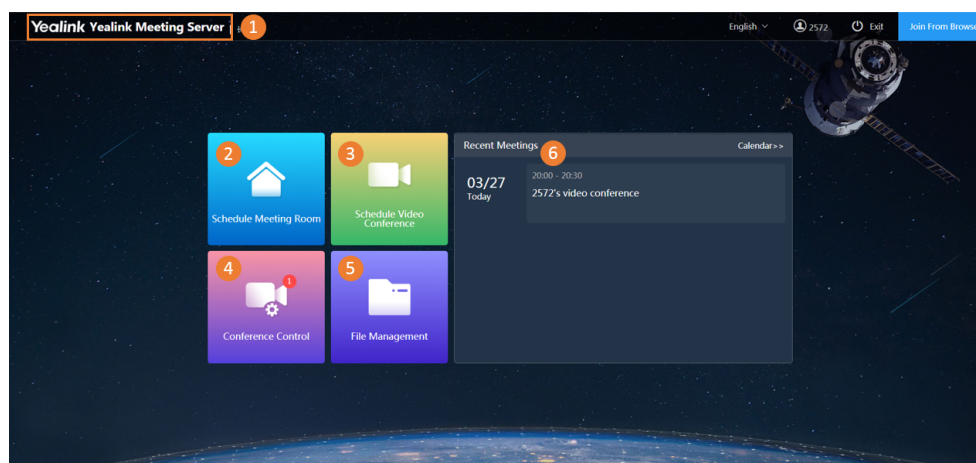 Yealink Yealink Meeting Server 1 English 2572 Exit Join From Browse
2 3 Recent Meetings 6 Calendar>>
20:00 - 20:30
03/27 2572's video conference
Today
Schedule Meeting Room Schedule Video
Conference
4 1 5
Conference Control File Management